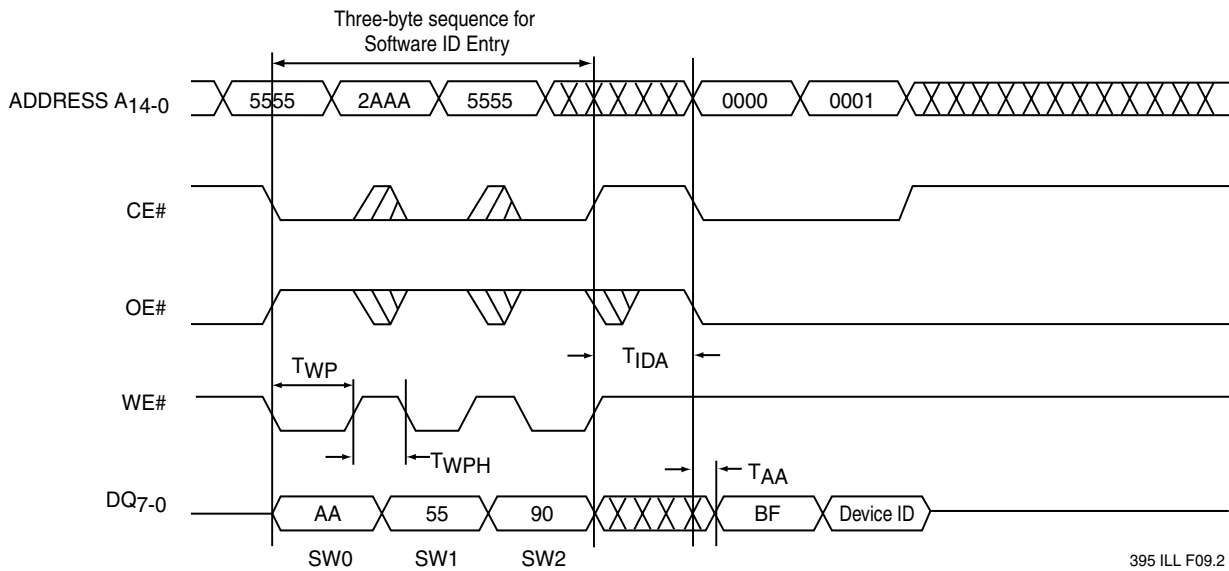 Three-byte sequence for
Software ID Entry
ADDRESS A14-0
5555
2AAA
5555
0000
0001
CE#
OE#
TIDA
TWP
WE#
TWPH
TAA
DQ7-0
AA
55
90
BF
Device ID
SW0
SW1
SW2
395 ILL F09.2